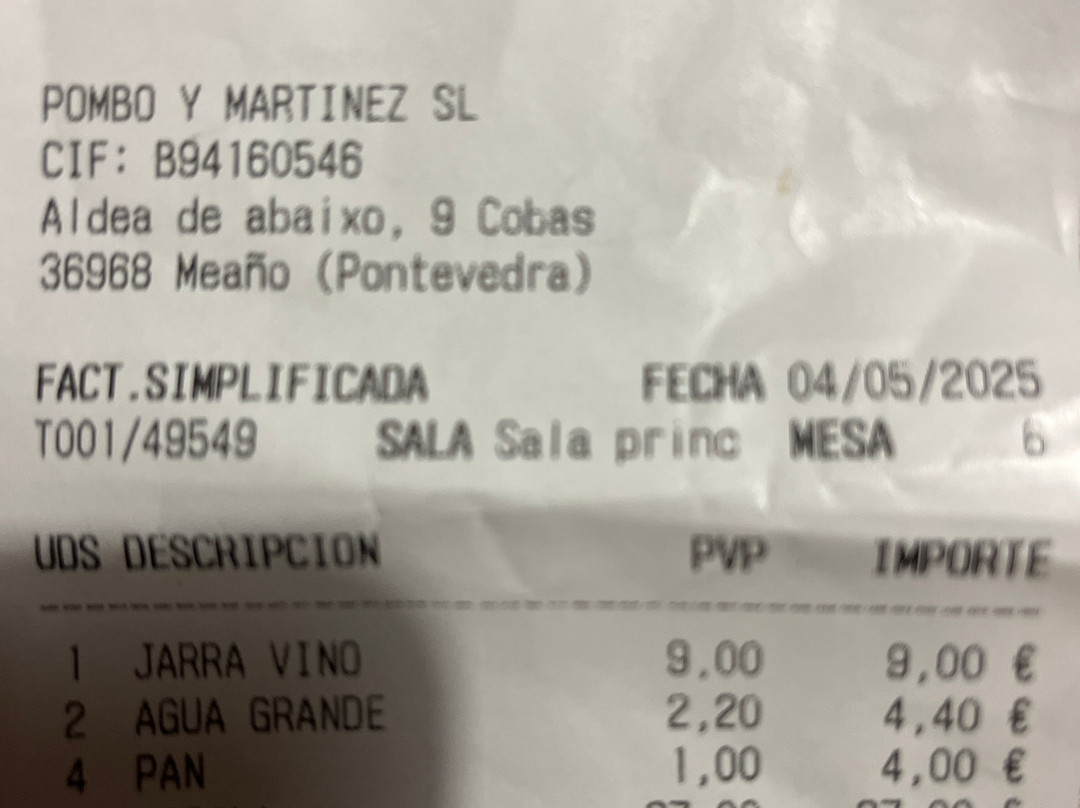 POMBO Y MARTINEZ SL
CIF: B94160546
Aldea de abaixo, 9 Cobas
36968 Meaño (Pontevedra)
FACT.SIMPLIFICADA FECHA 04/05/2025
T001/49549 SALA Sala princ MESA 6
UDS DESCRIPCION PVP IMPORTE
1 JARRA VINO 9,00 9,00 €
2 AGUA GRANDE 2,20 4,40 €
4 PAN 1,00 4,00 €